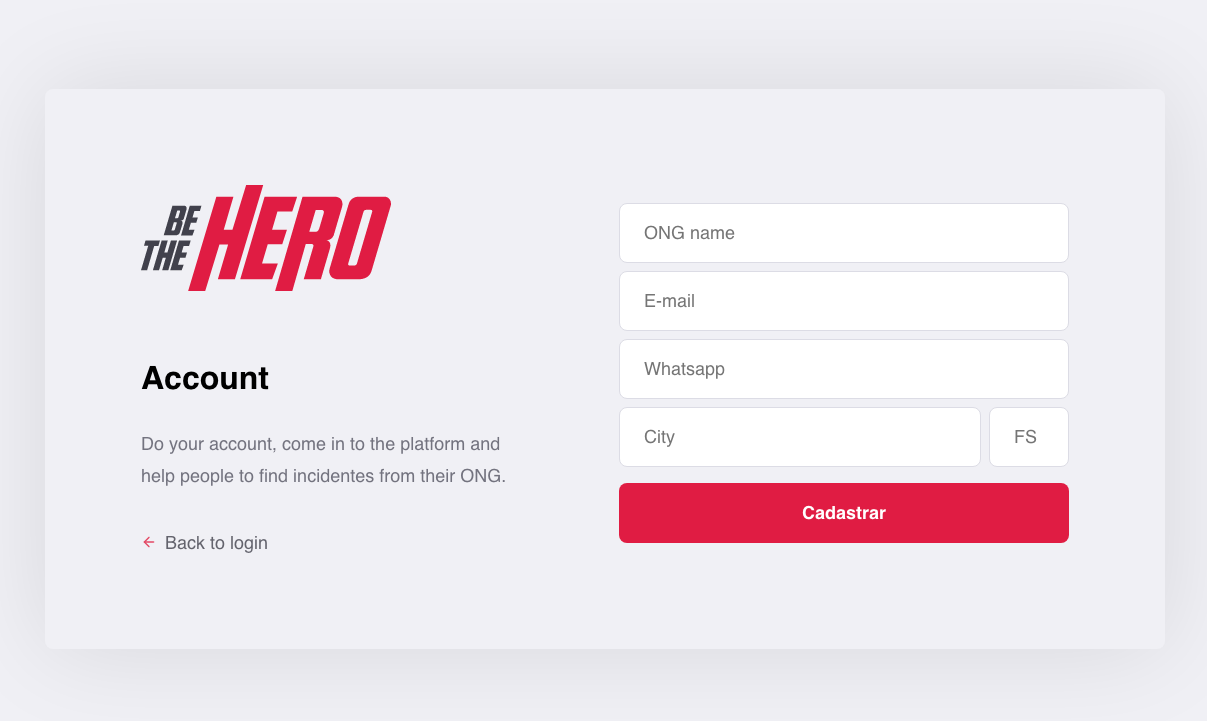 BE
THE HERO
Account
Do your account, come in to the platform and
help people to find incidentes from their ONG.
Back to login
ONG name
E-mail
Whatsapp
City
FS
Cadastrar